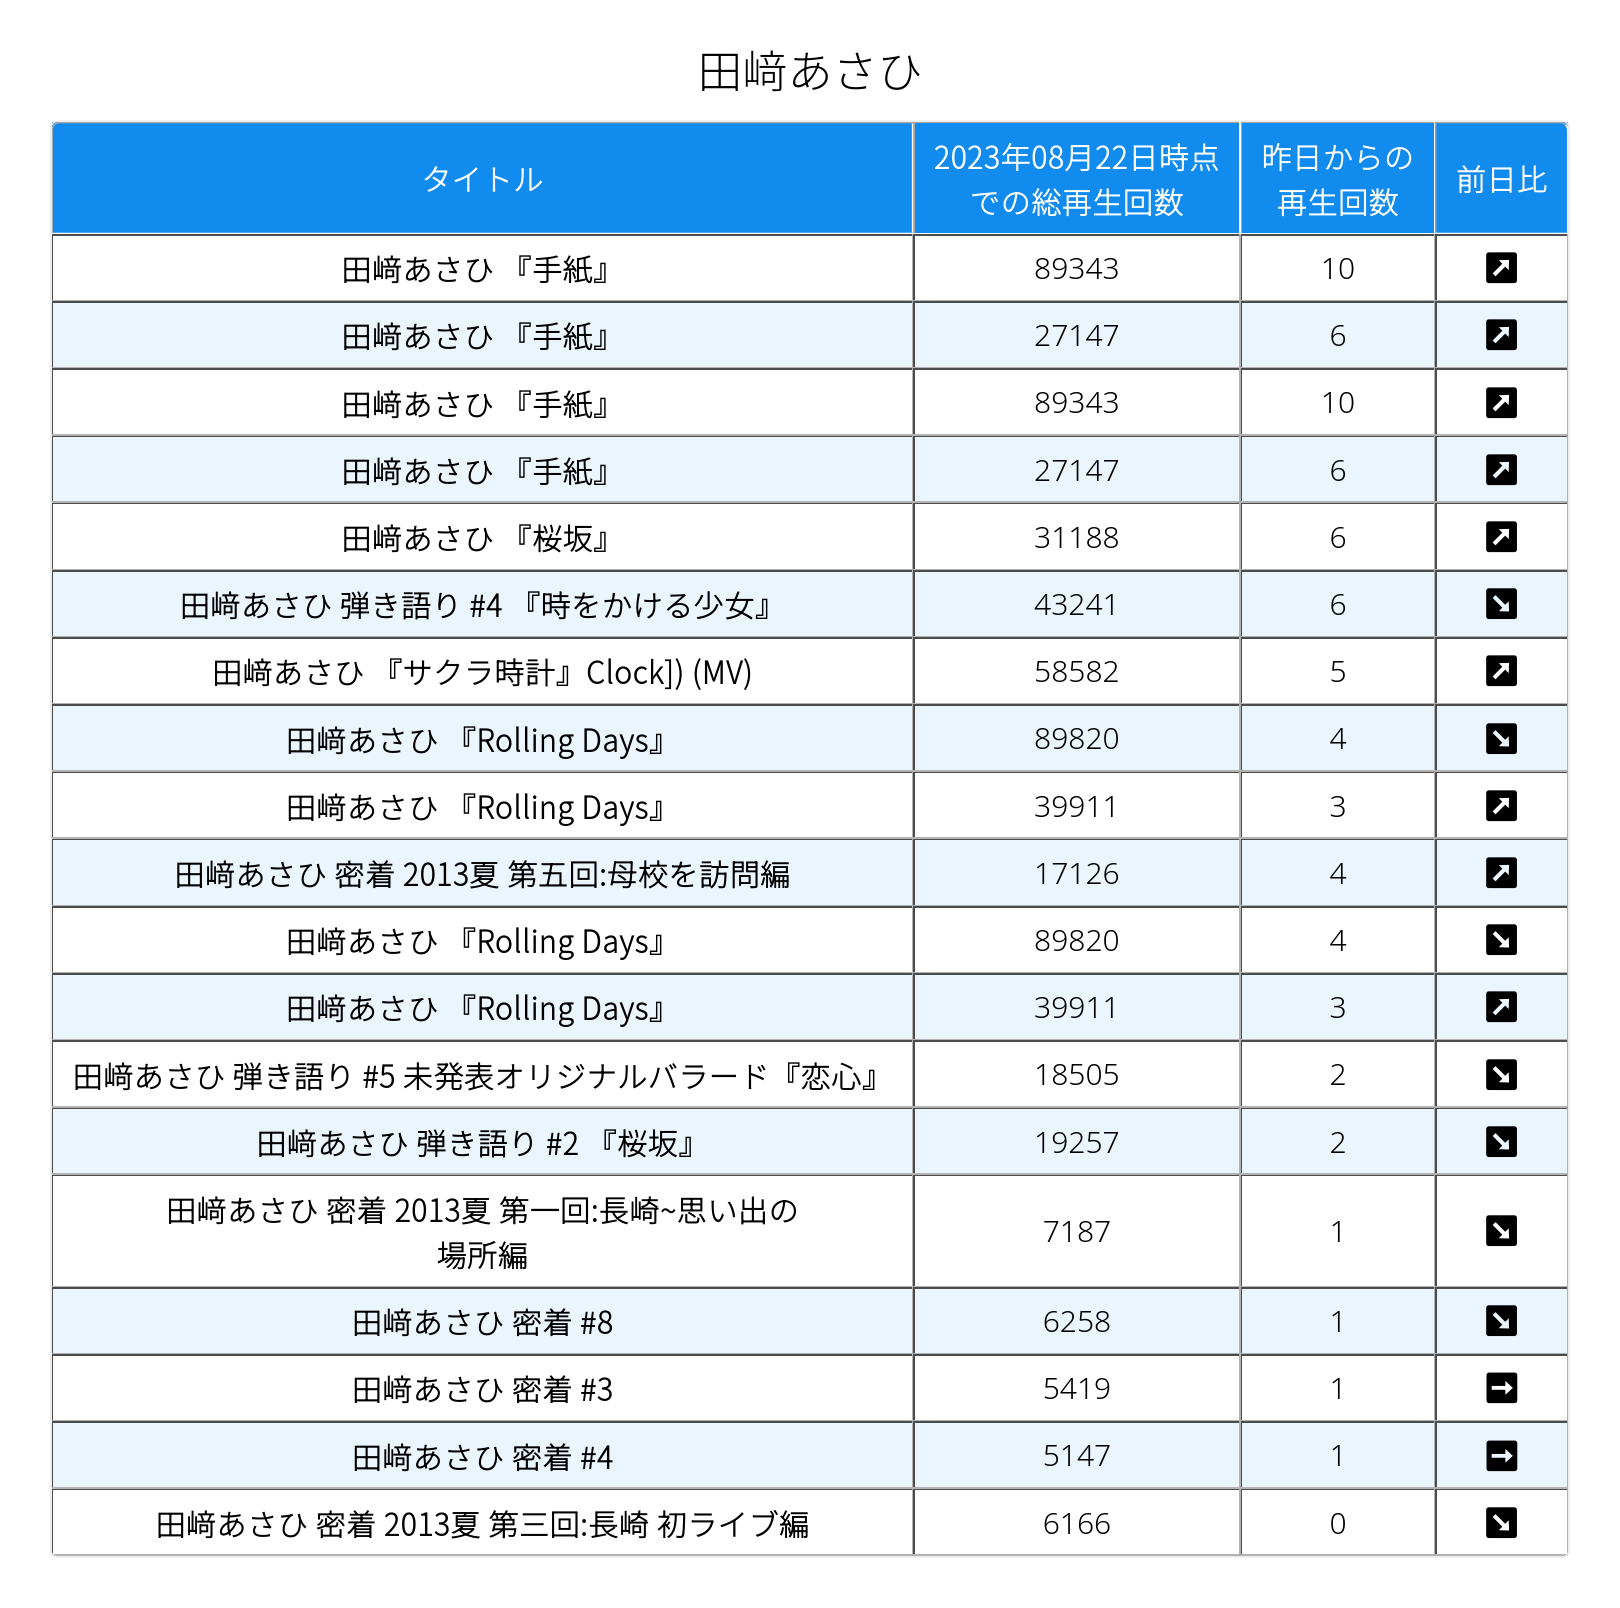 田﨑あさひ
タイトル
2023年08月22日時点
での総再生回数
昨日からの
再生回数
前日比
田﨑あさひ 『手紙』 89343 10
田﨑あさひ 『手紙』 27147 6
田﨑あさひ 『手紙』 89343 10
田﨑あさひ 『手紙』 27147 6
田﨑あさひ 『桜坂』 31188 6
田﨑あさひ 弾き語り #4 『時をかける少女』 43241 6
田﨑あさひ 『サクラ時計』Clock]) (MV) 58582 5
田﨑あさひ 『Rolling Days』 89820 4
田﨑あさひ 『Rolling Days』 39911 3
田﨑あさひ 密着 2013夏 第五回:母校を訪問編 17126 4
田﨑あさひ 『Rolling Days』 89820 4
田﨑あさひ 『Rolling Days』 39911 3
田﨑あさひ 弾き語り #5 未発表オリジナルバラード『恋心』 18505 2
田﨑あさひ 弾き語り #2 『桜坂』 19257 2
田﨑あさひ 密着 2013夏 第一回:長崎~思い出の
場所編 7187 1
田﨑あさひ 密着 #8 6258 1
田﨑あさひ 密着 #3 5419 1
田﨑あさひ 密着 #4 5147 1
田﨑あさひ 密着 2013夏 第三回:長崎 初ライブ編 6166 0